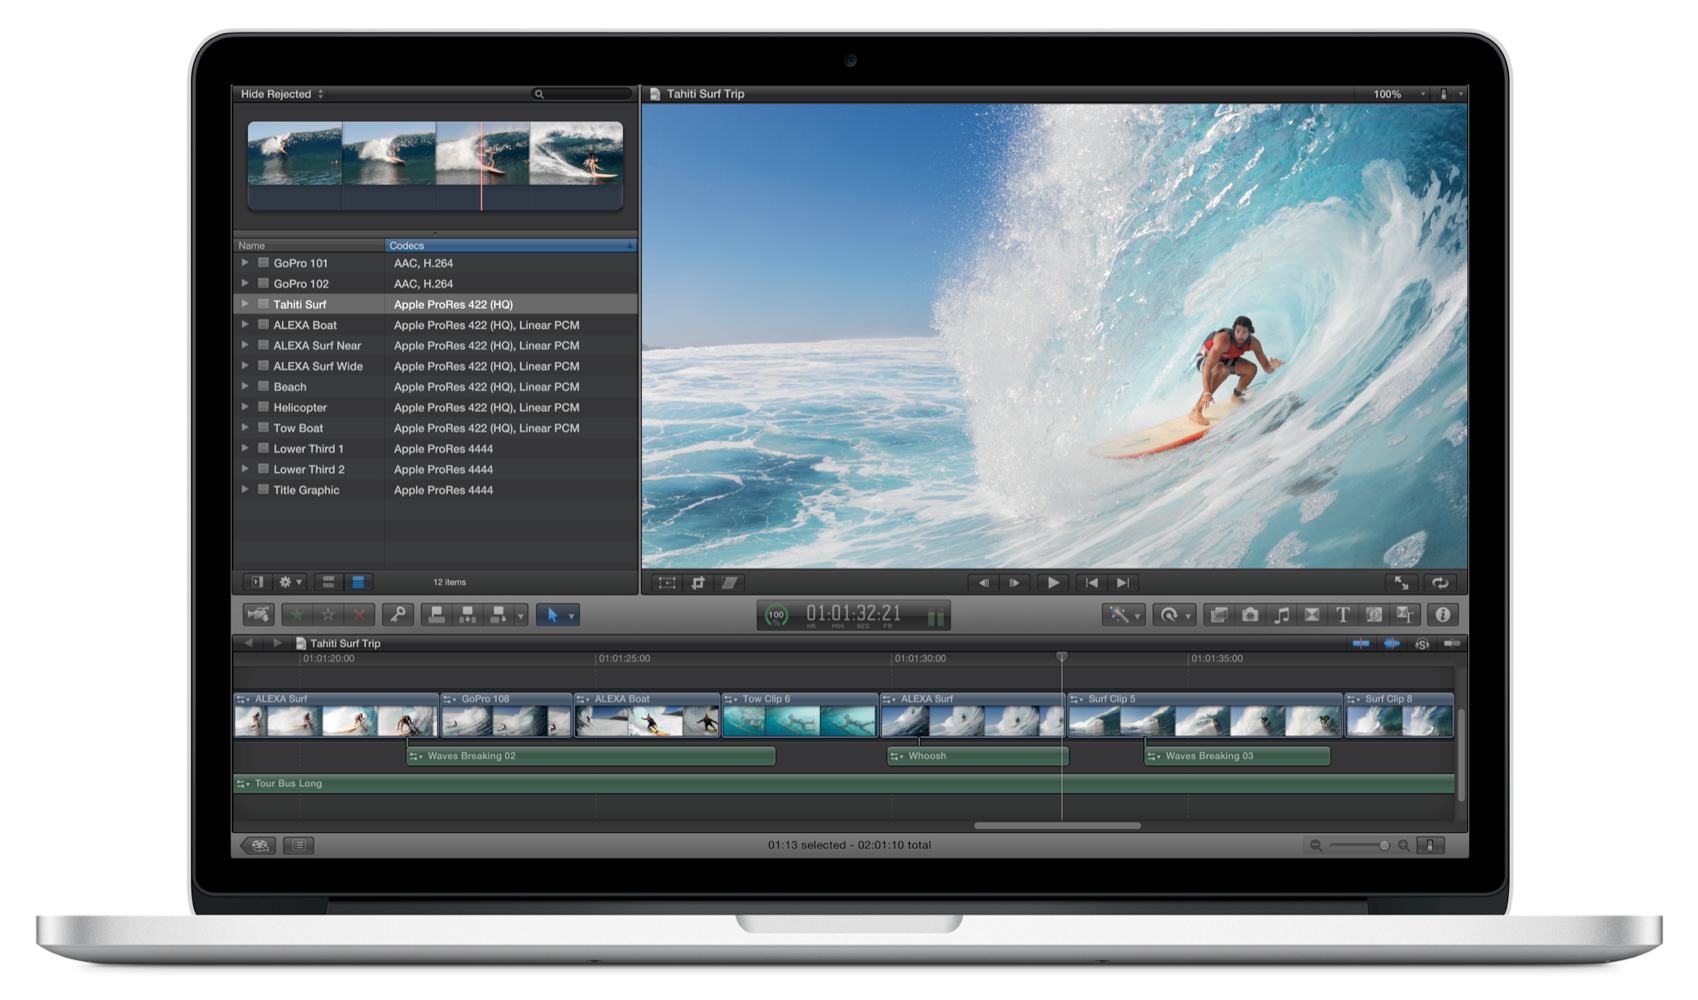 Hide Rejected
Tahiti Surf Trip
100%
Name Codecs
GoPro 101 AAC, H.264
GoPro 102 AAC, H.264
Tahiti Surf Apple ProRes 422 (HQ)
ALEXA Boat Apple ProRes 422 (HQ), Linear PCM
ALEXA Surf Near Apple ProRes 422 (HQ), Linear PCM
ALEXA Surf Wide Apple ProRes 422 (HQ), Linear PCM
Beach Apple ProRes 422 (HQ), Linear PCM
Helicopter Apple ProRes 422 (HQ), Linear PCM
Tow Boat Apple ProRes 422 (HQ), Linear PCM
Lower Third 1 Apple ProRes 4444
Lower Third 2 Apple ProRes 4444
Title Graphic Apple ProRes 4444
12 items
100 % 01:01:32:21
HR MIN SEC FR
Tahiti Surf Trip
01:01:20:00 01:01:25:00 01:01:30:00 01:01:35:00
ALEXA Surf GoPro 108 ALEXA Boat Tow Clip 6 ALEXA Surf Surf Clip 5 Surf Clip 8
Waves Breaking 02 Whoosh Waves Breaking 03
Tour Bus Long
01:13 selected - 02:01:10 total